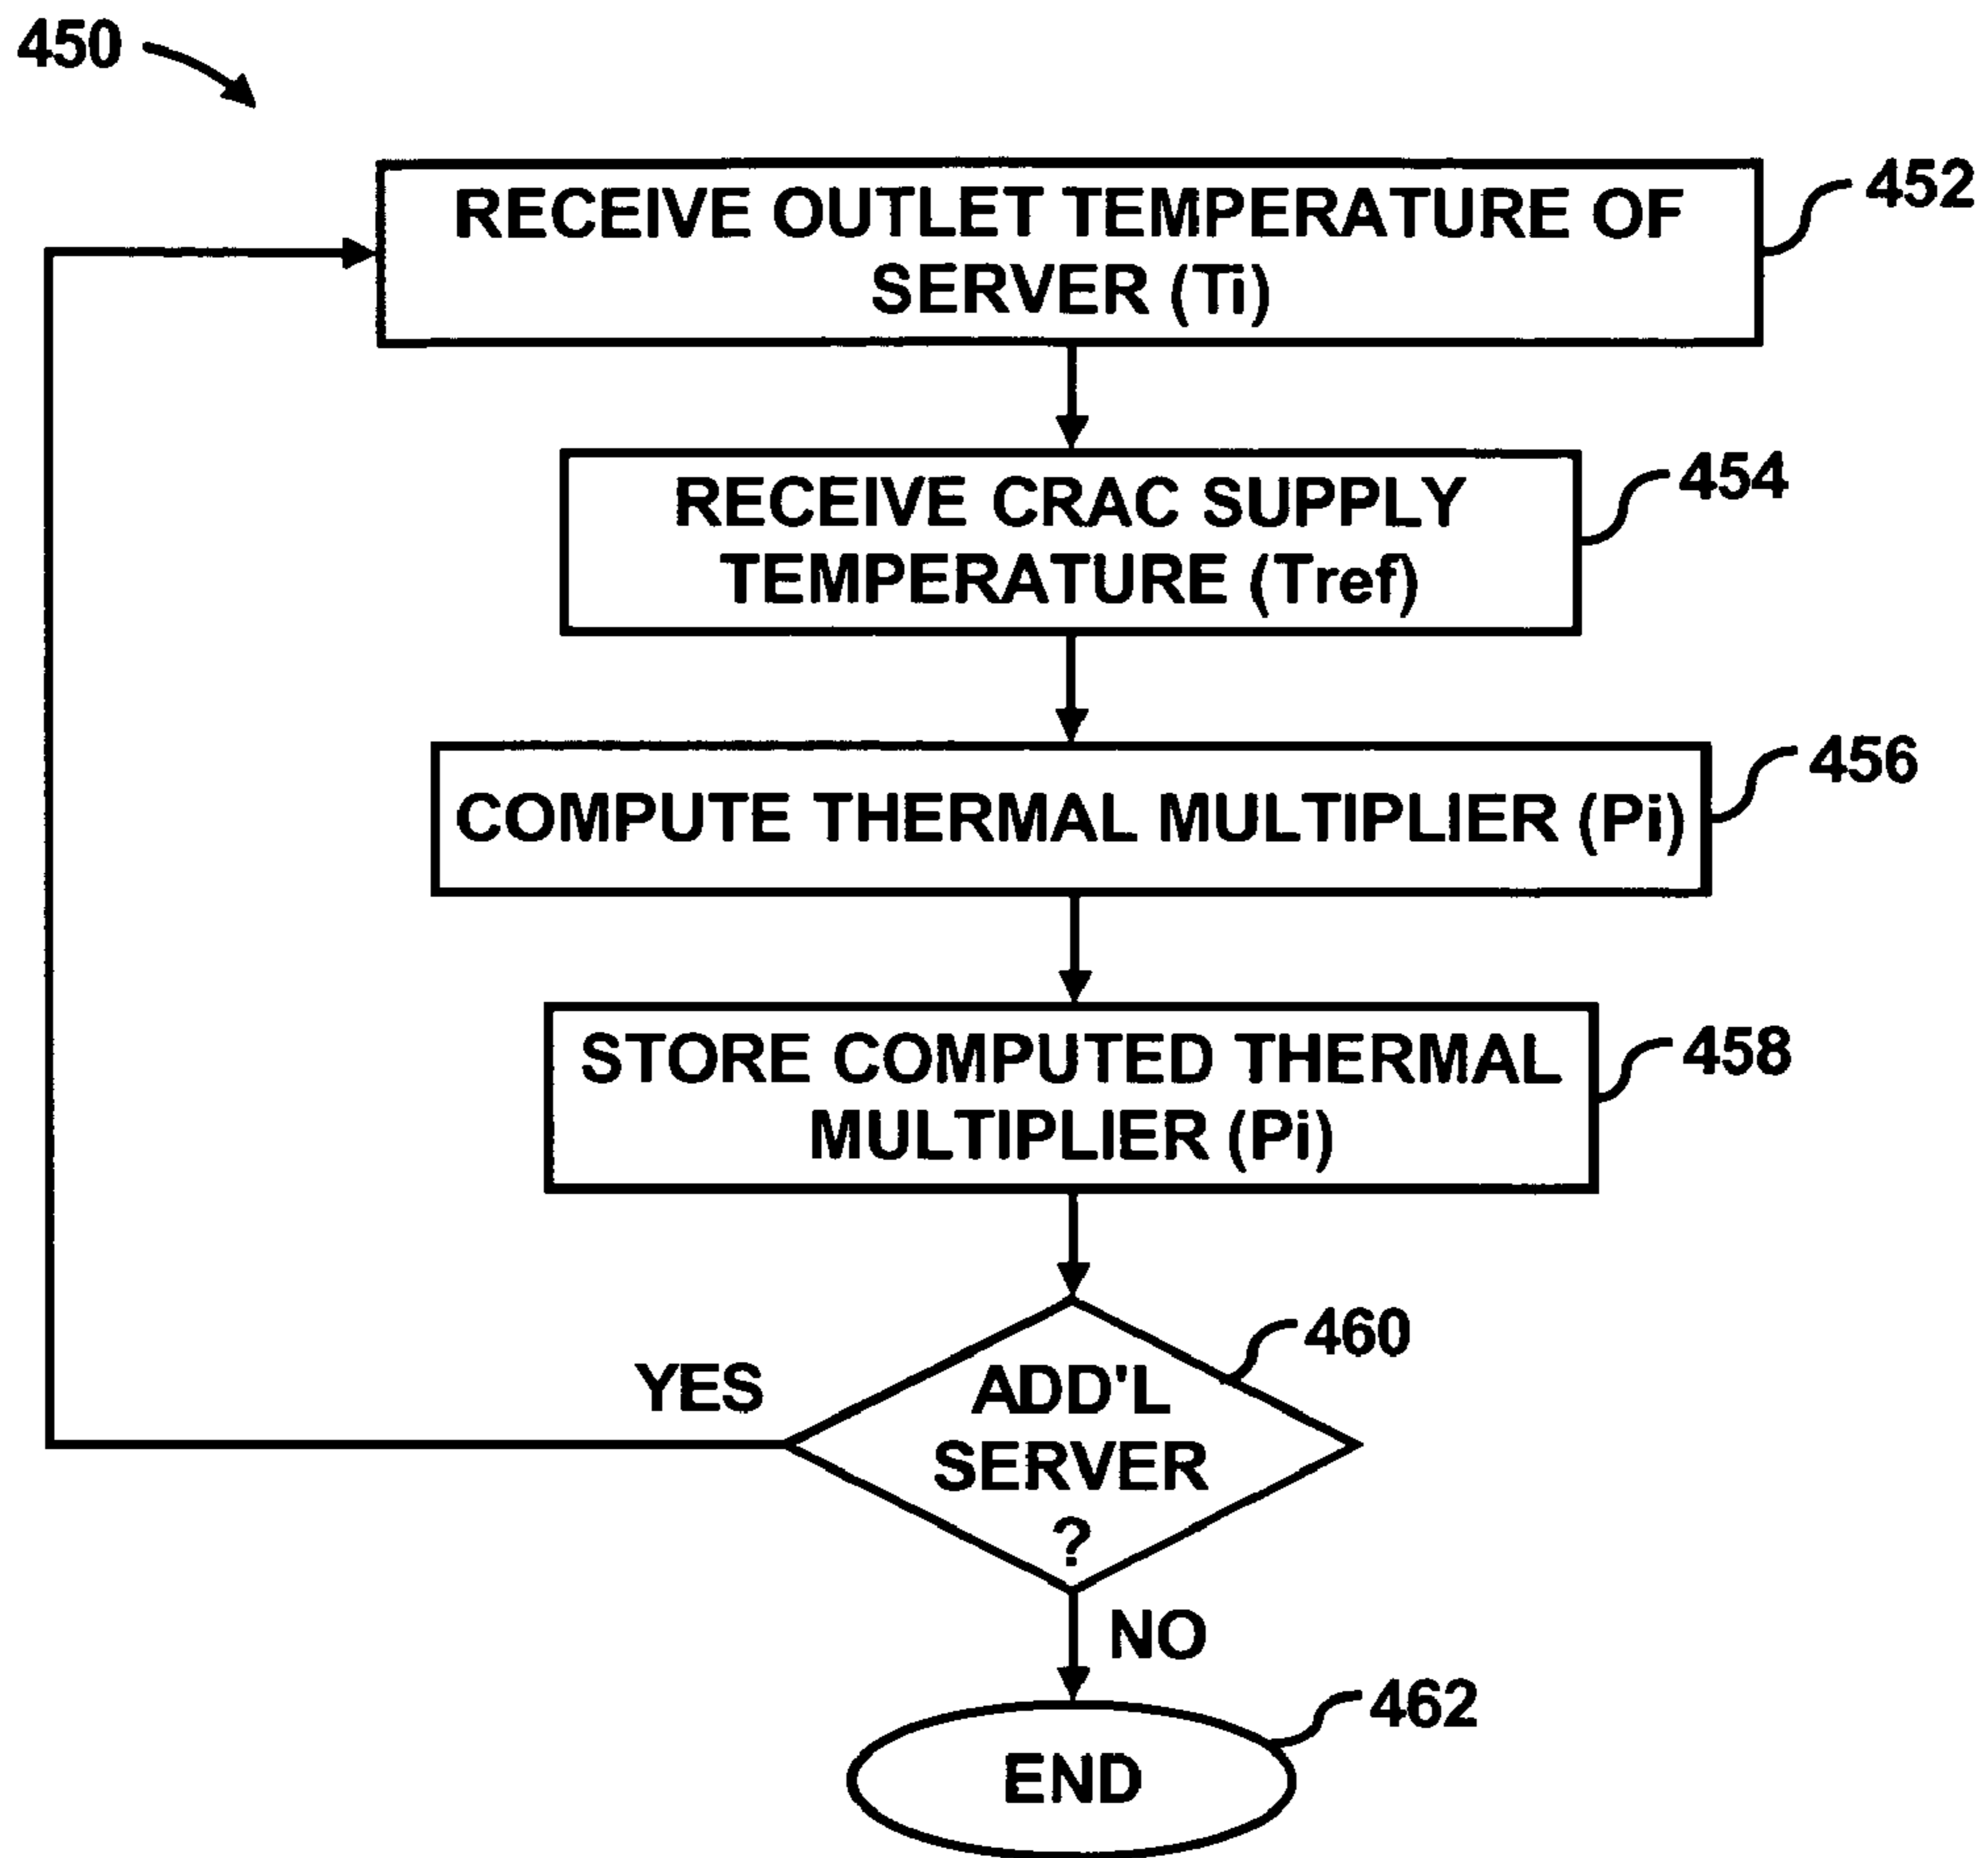 450
RECEIVE OUTLET TEMPERATURE OF
SERVER (Ti)
452
RECEIVE CRAC SUPPLY
TEMPERATURE (Tref)
454
COMPUTE THERMAL MULTIPLIER (Pi)
456
STORE COMPUTED THERMAL
MULTIPLIER (Pi)
458
ADD'L
SERVER
?
460
YES
NO
END
462